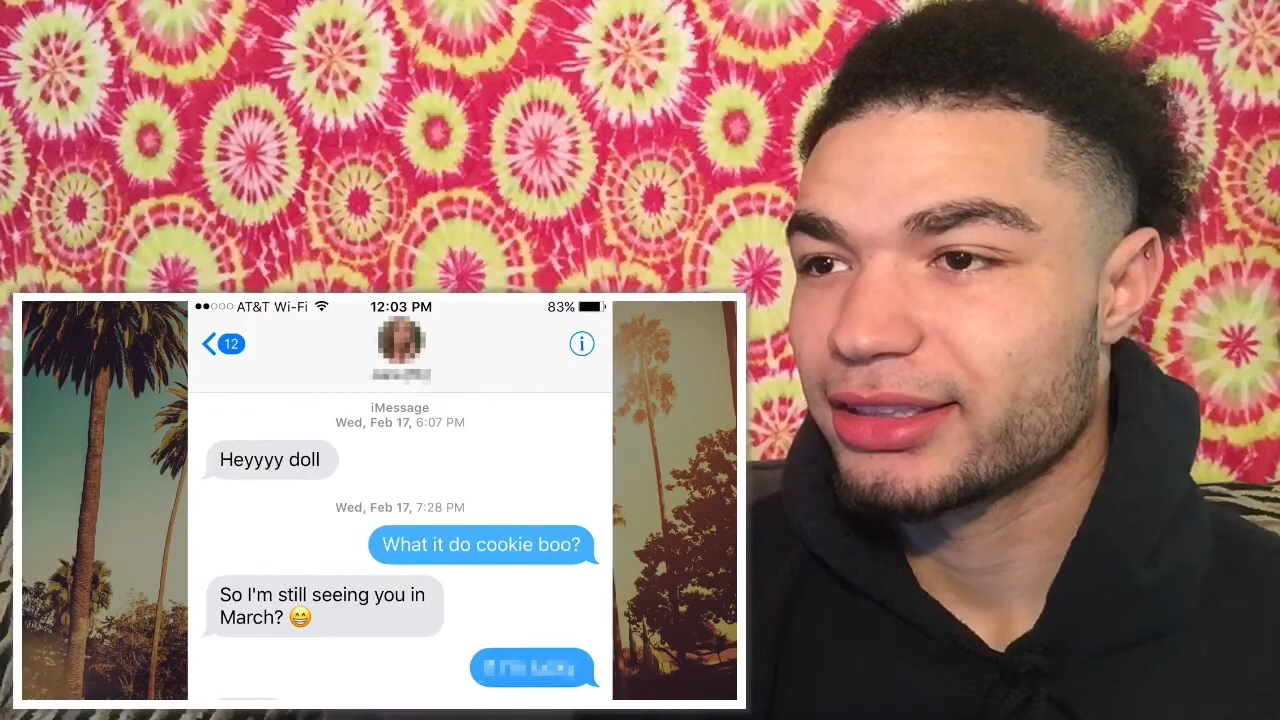 AT&T Wi-Fi 12:03 PM 83%
12
iMessage
Wed, Feb 17, 6:07 PM
Heyyyy doll
Wed, Feb 17, 7:28 PM
What it do cookie boo?
So I'm still seeing you in
March? 😁